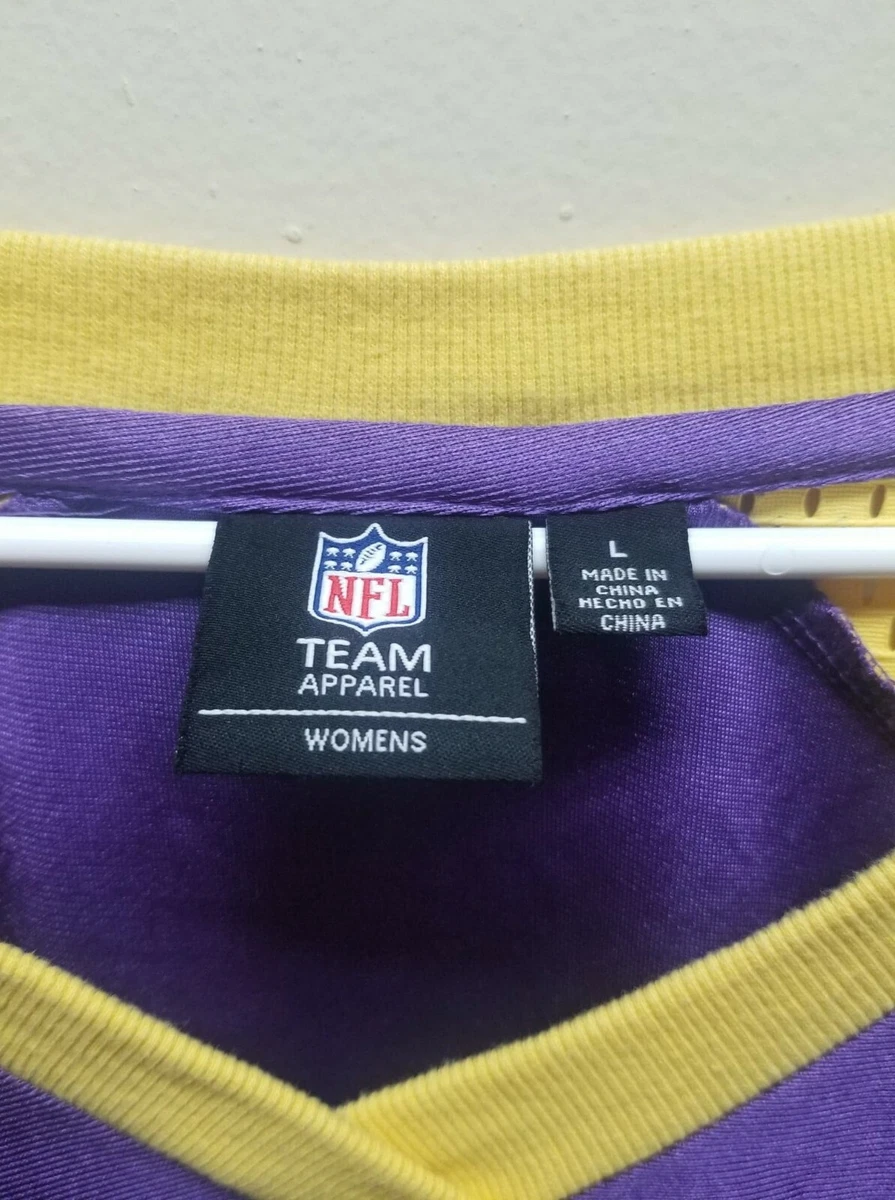 NFL
TEAM
APPAREL
WOMENS
L
MADE IN
CHINA
HECHO EN
CHINA